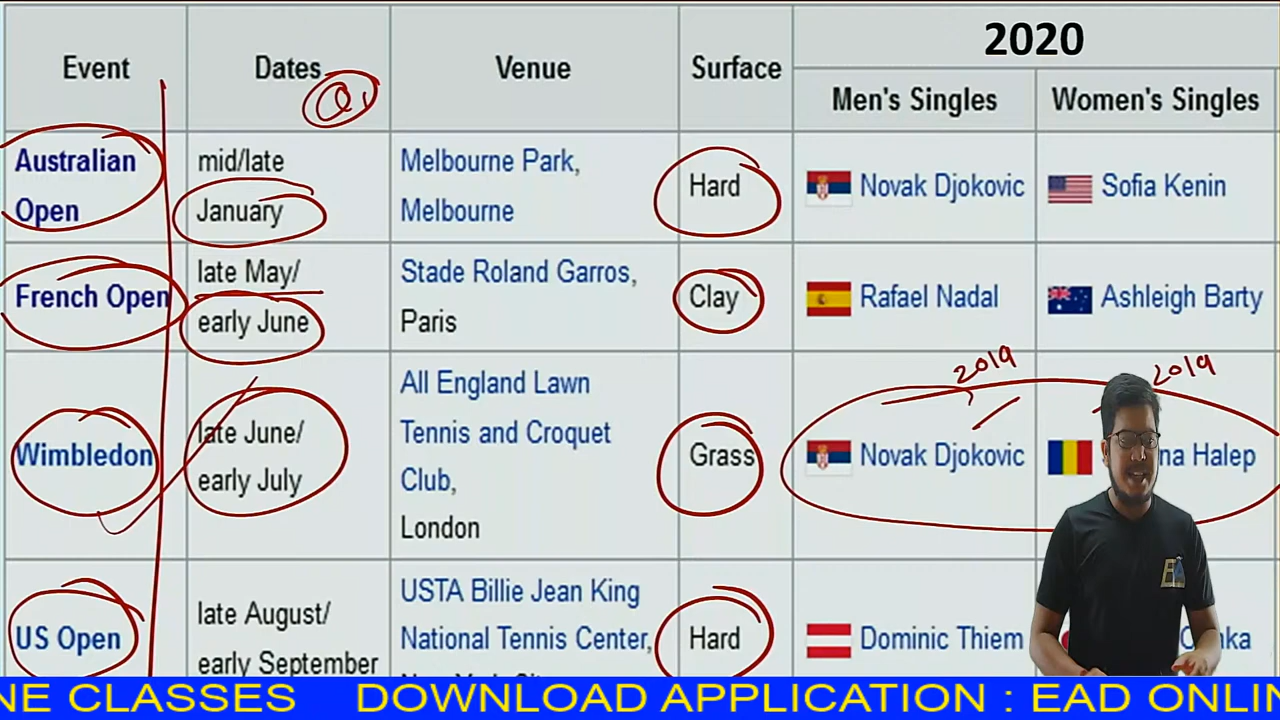 Event
Dates
Venue
Surface
2020
Men's Singles
Women's Singles
Australian
Open
mid/late
January
Melbourne Park,
Melbourne
Hard
Novak Djokovic
Sofia Kenin
French Open
late May/
early June
Stade Roland Garros,
Paris
Clay
Rafael Nadal
Ashleigh Barty
2019
2019
Wimbledon
late June/
early July
All England Lawn
Tennis and Croquet
Club,
London
Grass
Novak Djokovic
na Halep
US Open
late August/
early September
USTA Billie Jean King
National Tennis Center,
Hard
Dominic Thiem
NE CLASSES DOWNLOAD APPLICATION : EAD ONLIN